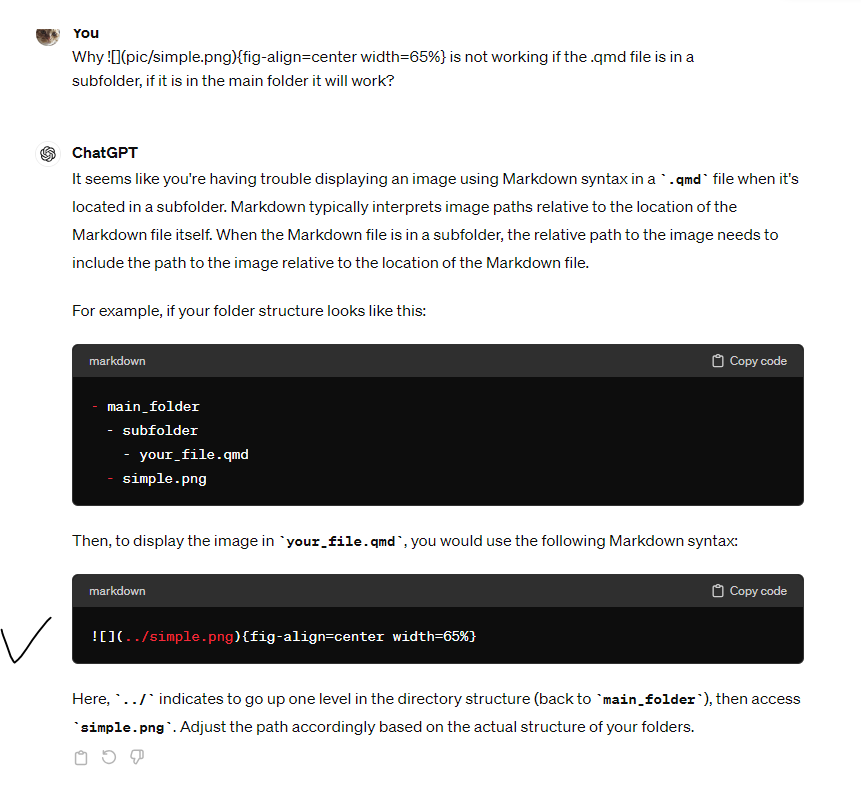 You
Why ![](pic/simple.png){fig-align=center width=65%} is not working if the .qmd file is in a
subfolder, if it is in the main folder it will work?
ChatGPT
It seems like you're having trouble displaying an image using Markdown syntax in a `.qmd` file when it's
located in a subfolder. Markdown typically interprets image paths relative to the location of the
Markdown file itself. When the Markdown file is in a subfolder, the relative path to the image needs to
include the path to the image relative to the location of the Markdown file.
For example, if your folder structure looks like this:
markdown Copy code
- main_folder
  - subfolder
    - your_file.qmd
  - simple.png
Then, to display the image in `your_file.qmd`, you would use the following Markdown syntax:
markdown Copy code
![](../simple.png){fig-align=center width=65%}
Here, `../` indicates to go up one level in the directory structure (back to `main_folder`), then access
`simple.png`. Adjust the path accordingly based on the actual structure of your folders.